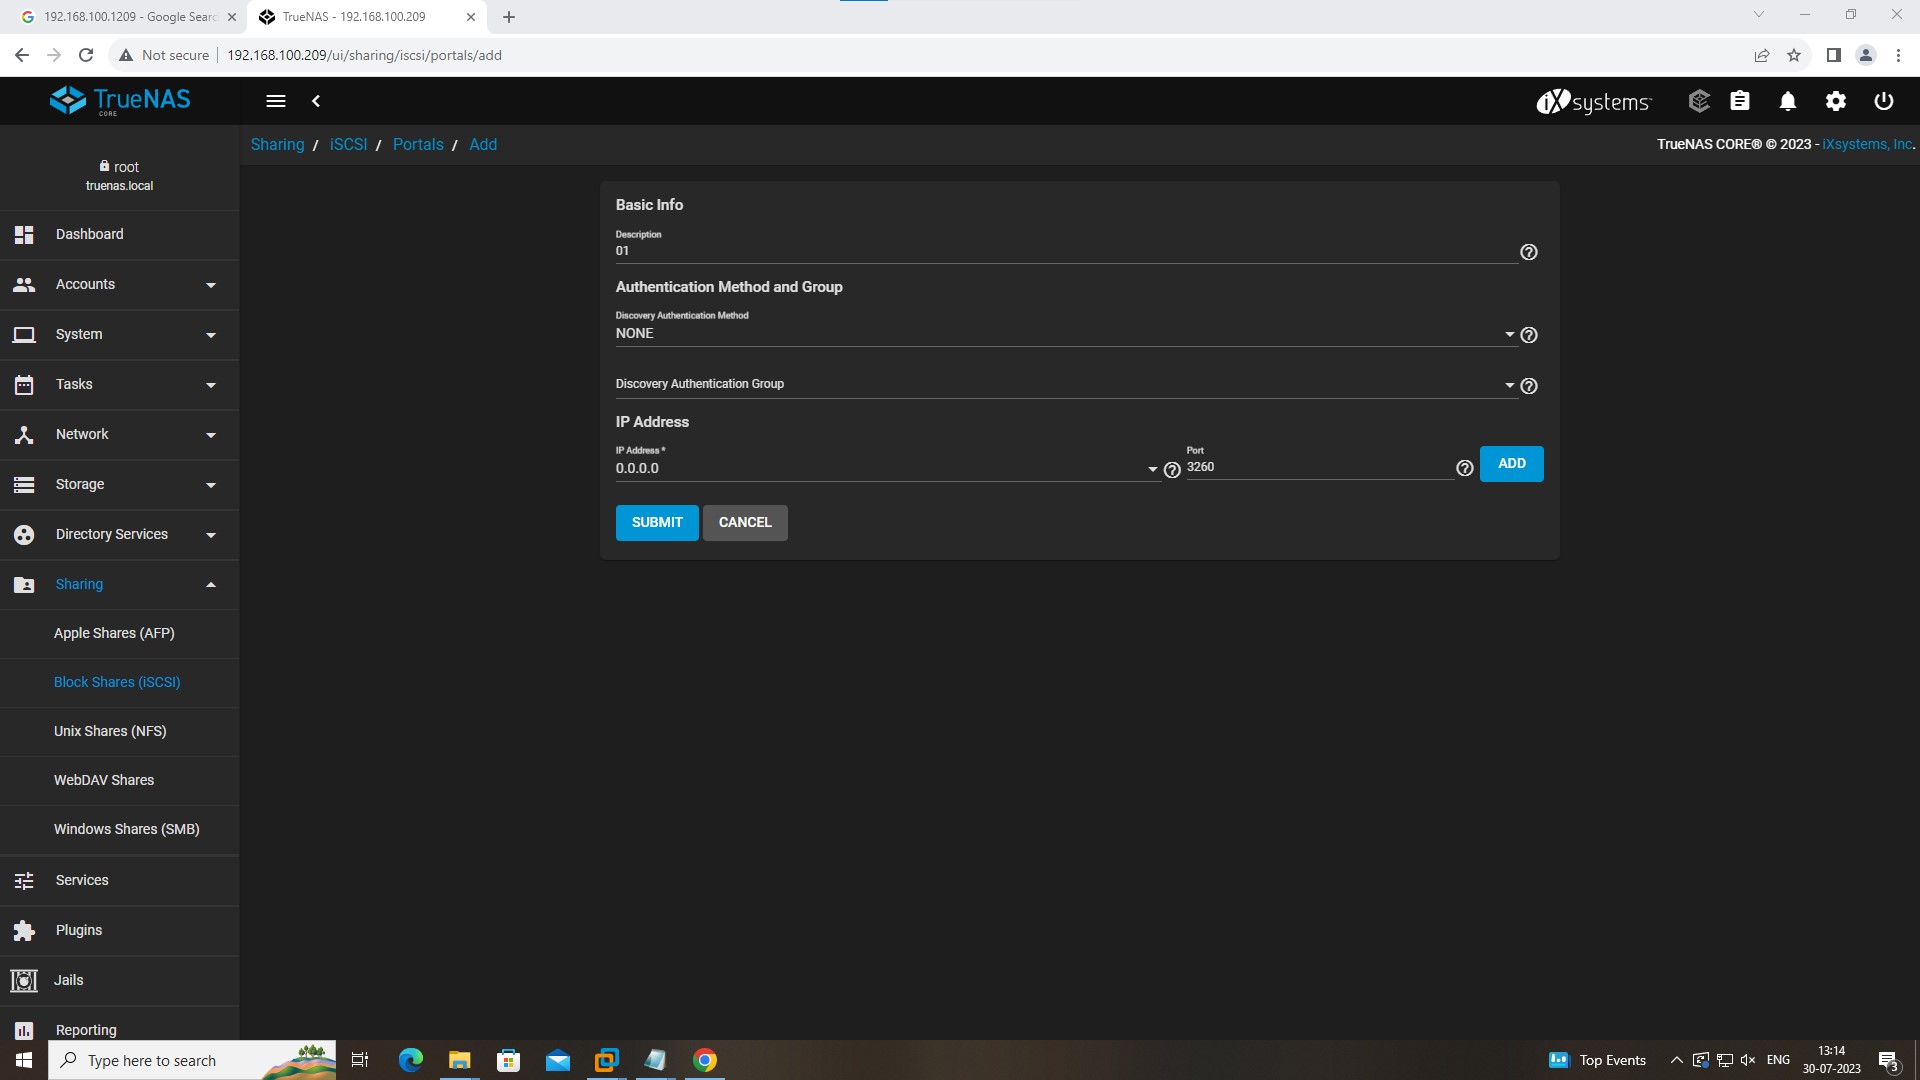 192.168.100.1209 - Google Searc
TrueNAS - 192.168.100.209
Not secure
192.168.100.209/ui/sharing/iscsi/portals/add
TrueNAS
CORE
iXsystems
Sharing / iSCSI / Portals / Add
TrueNAS CORE® © 2023 - iXsystems, Inc.
root
truenas.local
Dashboard
Accounts
System
Tasks
Network
Storage
Directory Services
Sharing
Apple Shares (AFP)
Block Shares (iSCSI)
Unix Shares (NFS)
WebDAV Shares
Windows Shares (SMB)
Services
Plugins
Jails
Reporting
Basic Info
Description
01
Authentication Method and Group
Discovery Authentication Method
NONE
Discovery Authentication Group
IP Address
IP Address *
0.0.0.0
Port
3260
ADD
SUBMIT
CANCEL
Type here to search
Top Events
ENG
13:14
30-07-2023
3